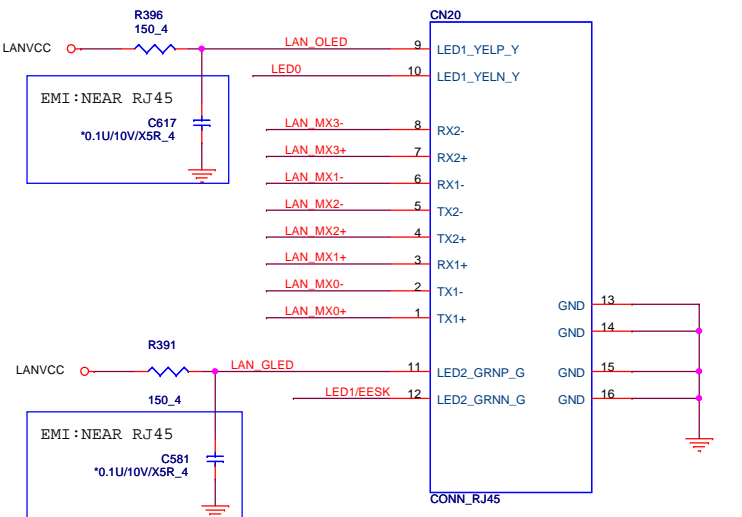 R396
150_4
LANVCC
LAN_OLED
LED0
EMI:NEAR RJ45
C617
*0.1U/10V/X5R_4
CN20
9 LED1_YELP_Y
10 LED1_YELN_Y
LAN_MX3- 8 RX2-
LAN_MX3+ 7 RX2+
LAN_MX1- 6 RX1-
LAN_MX2- 5 TX2-
LAN_MX2+ 4 TX2+
LAN_MX1+ 3 RX1+
LAN_MX0- 2 TX1-
LAN_MX0+ 1 TX1+
GND 13
GND 14
GND 15
GND 16
R391
LANVCC
150_4
LAN_GLED 11 LED2_GRNP_G
LED1/EESK 12 LED2_GRNN_G
EMI:NEAR RJ45
C581
*0.1U/10V/X5R_4
CONN_RJ45